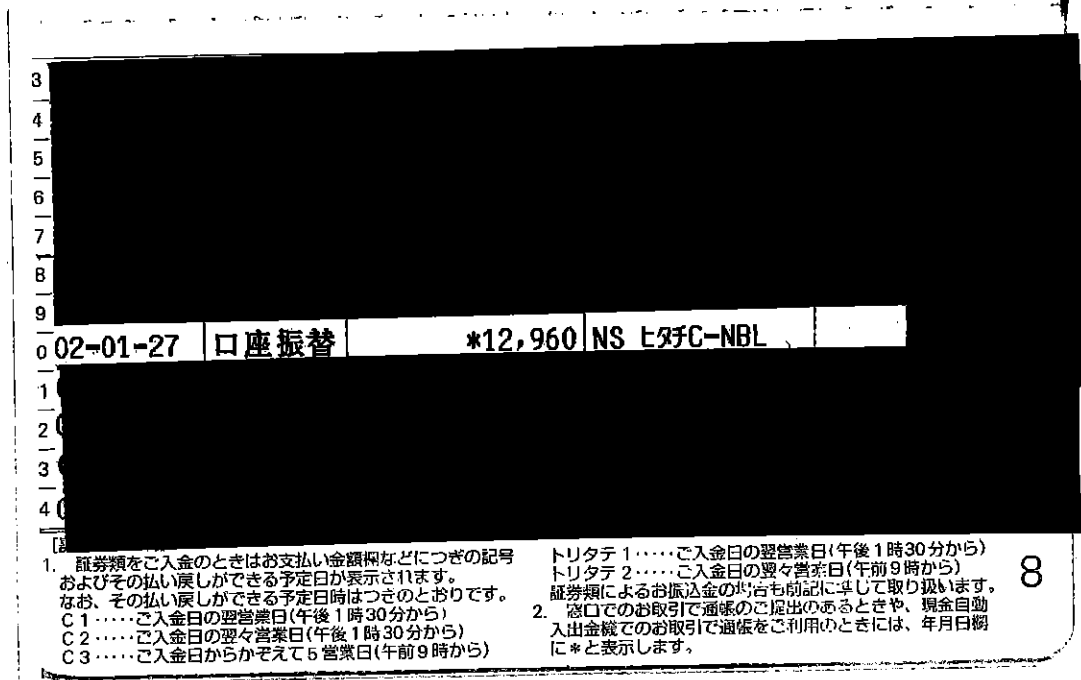 3
4
5
6
7
8
9
0 02-01-27 口座振替 *12,960 NS ヒタチC-NBL
1
2
3
4
1. 証券類をご入金のときはお支払い金額欄などにつぎの記号
およびその払い戻しができる予定日が表示されます。
なお、その払い戻しができる予定日時はつぎのとおりです。
C1·····ご入金日の翌営業日(午後1時30分から)
C2·····ご入金日の翌々営業日(午後1時30分から)
C3·····ご入金日からかぞえて5営業日(午前9時から)
トリタテ1·····ご入金日の翌営業日(午後1時30分から)
トリタテ2·····ご入金日の翌々営業日(午前9時から)
証券類によるお振込金の場合も前記に準じて取り扱います。
2. 窓口でのお取引で通帳のご提出のあるときや、現金自動
入出金機でのお取引で通帳をご利用のときには、年月日欄
に*と表示します。
8